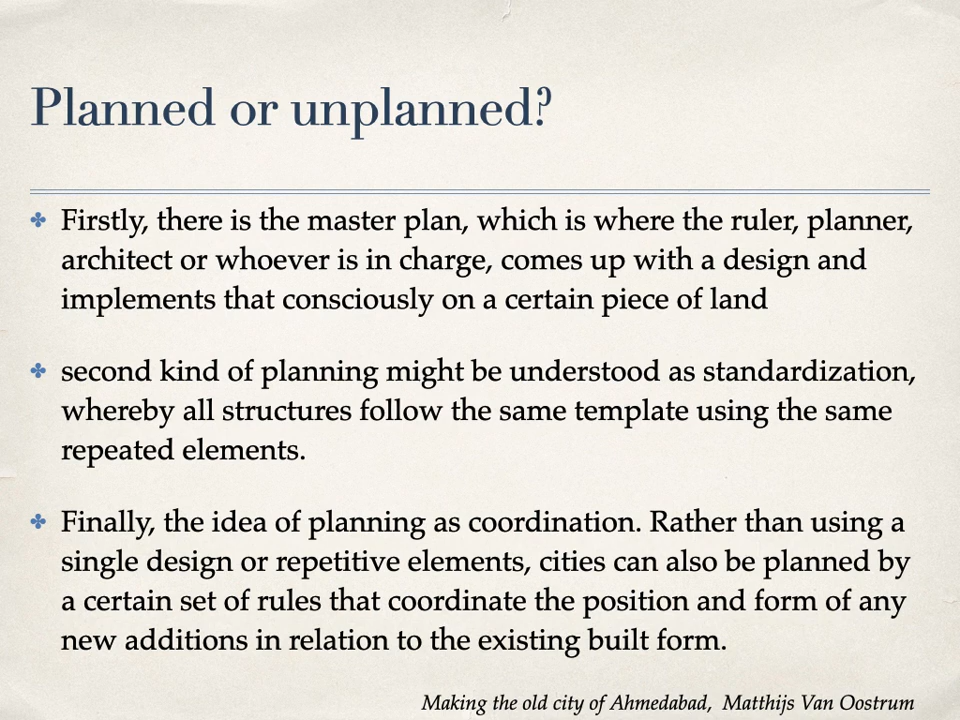 Planned or unplanned?
Firstly, there is the master plan, which is where the ruler, planner,
architect or whoever is in charge, comes up with a design and
implements that consciously on a certain piece of land
second kind of planning might be understood as standardization,
whereby all structures follow the same template using the same
repeated elements.
Finally, the idea of planning as coordination. Rather than using a
single design or repetitive elements, cities can also be planned by
a certain set of rules that coordinate the position and form of any
new additions in relation to the existing built form.
Making the old city of Ahmedabad, Matthijs Van Oostrum